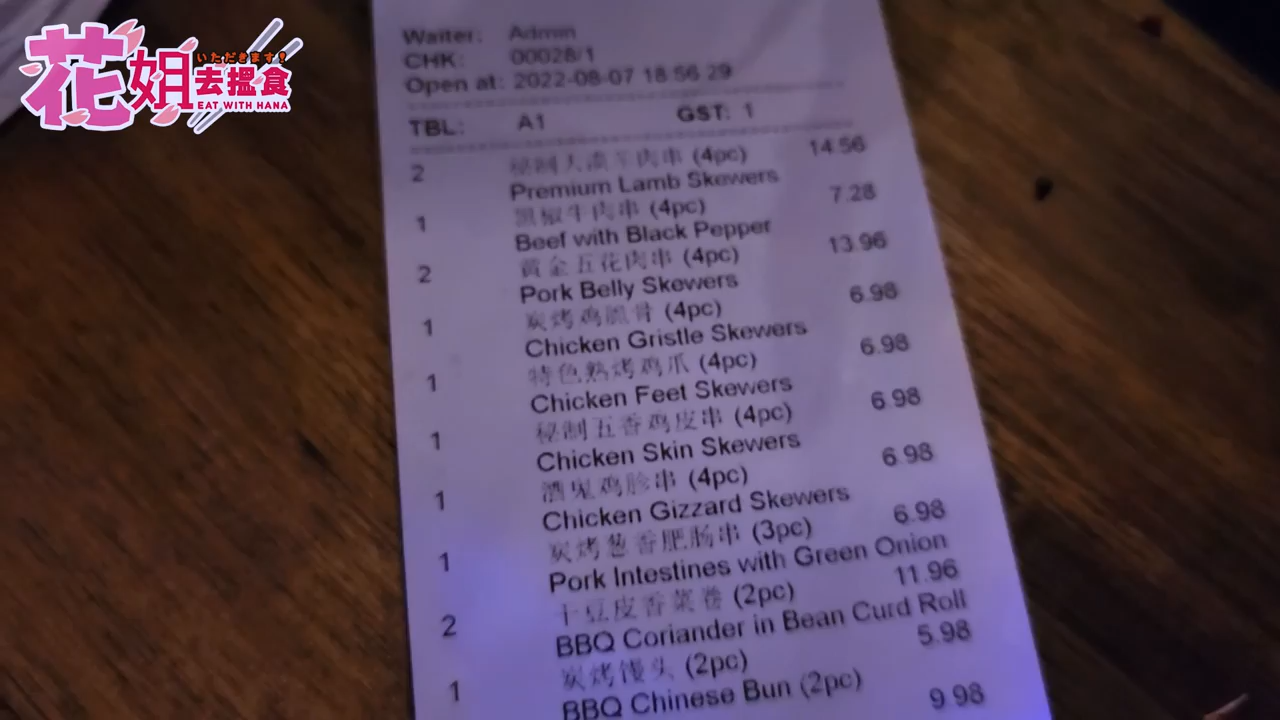 花姐去搵食
いただきます!
EAT WITH HANA
Waiter: Admin
CHK: 00028/1
Open at: 2022-08-07 18:56:29
TBL: A1 GST: 1
2 秘制大漠羊肉串 (4pc) 14.56
Premium Lamb Skewers
1 黑椒牛肉串 (4pc) 7.28
Beef with Black Pepper
2 黄金五花肉串 (4pc) 13.96
Pork Belly Skewers
1 炭烤鸡脆骨 (4pc) 6.98
Chicken Gristle Skewers
1 特色熟烤鸡爪 (4pc) 6.98
Chicken Feet Skewers
1 秘制五香鸡皮串 (4pc) 6.98
Chicken Skin Skewers
1 酒鬼鸡胗串 (4pc) 6.98
Chicken Gizzard Skewers
1 炭烤葱香肥肠串 (3pc) 6.98
Pork Intestines with Green Onion
2 干豆皮香菜卷 (2pc) 11.96
BBQ Coriander in Bean Curd Roll
1 炭烤馒头 (2pc) 5.98
BBQ Chinese Bun (2pc)
9.98